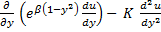 ∂/∂y (e^{β(1−y²)} du/dy) − K d²u/dy²